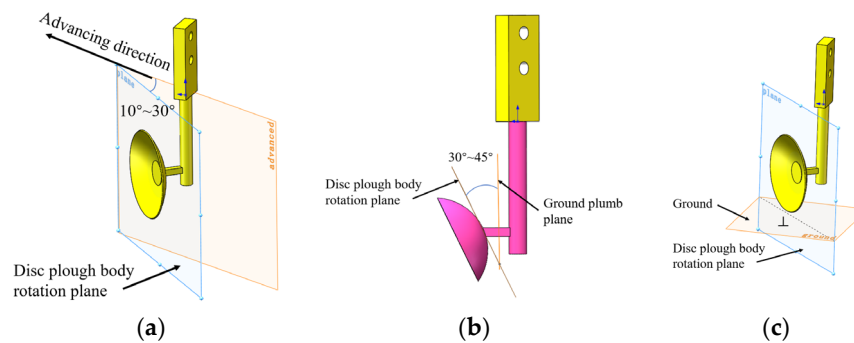 Advancing direction
plane
10°~30°
advanced
Disc plough body
rotation plane
(a)
30°~45°
Disc plough body
rotation plane
Ground plumb
plane
(b)
plane
Ground
⊥
ground
Disc plough body
rotation plane
(c)